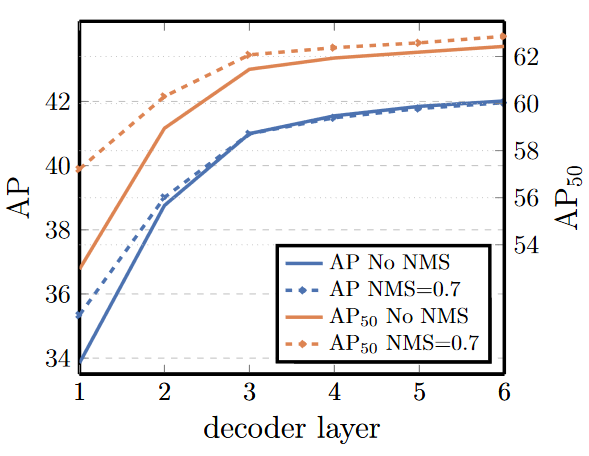 62
42
60
58
40
AP
AP50
56
38
54
AP No NMS
36
AP NMS=0.7
AP50 No NMS
34
AP50 NMS=0.7
1 2 3 4 5 6
decoder layer